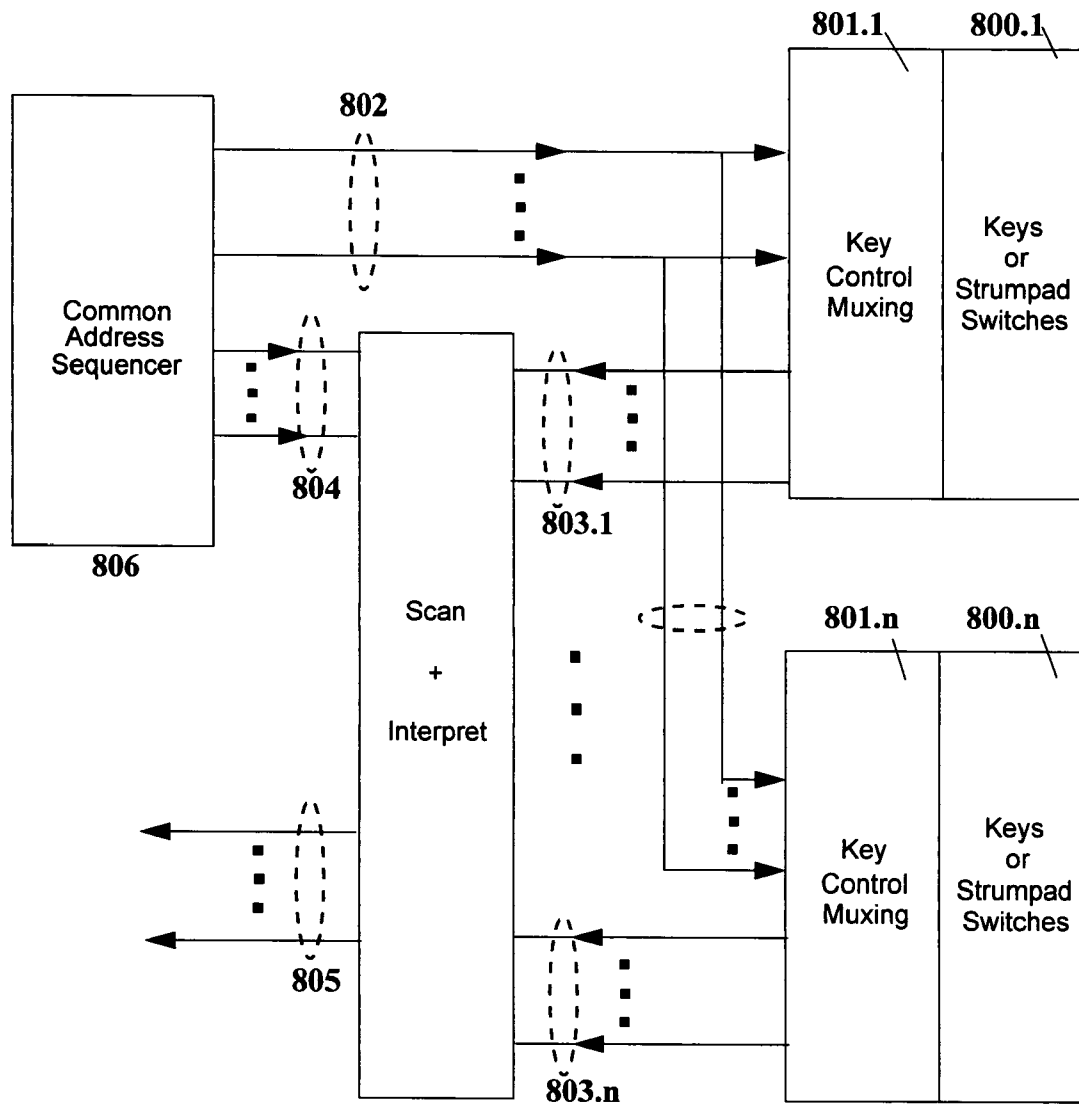 801.1
800.1
802
Common
Address
Sequencer
Key
Control
Muxing
Keys
or
Strumpad
Switches
804
803.1
806
Scan
+
Interpret
801.n
800.n
Key
Control
Muxing
Keys
or
Strumpad
Switches
805
803.n